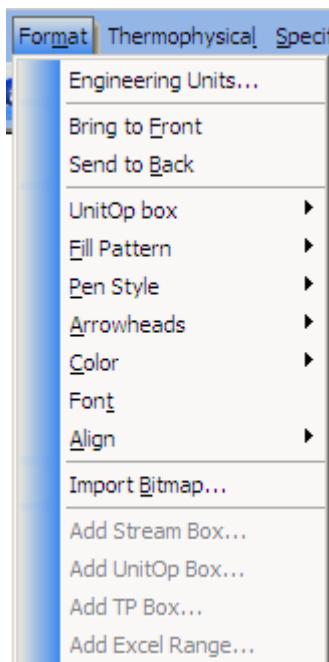 Format Thermophysical
Engineering Units...
Bring to Front
Send to Back
UnitOp box
Fill Pattern
Pen Style
Arrowheads
Color
Font
Align
Import Bitmap...
Add Stream Box...
Add UnitOp Box...
Add TP Box...
Add Excel Range...